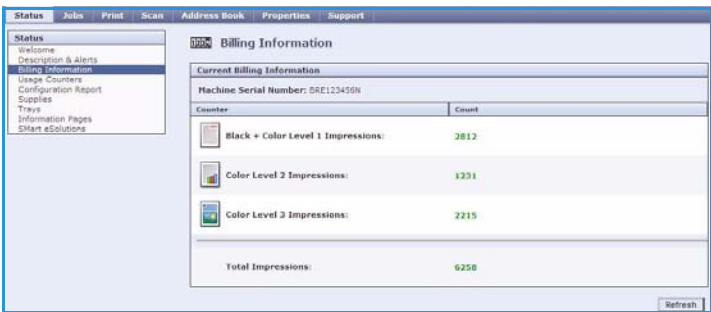 Status Jobs Print Scan Address Book Properties Support
Status
Welcome
Description & Alerts
Billing Information
Usage Counters
Configuration Report
Supplies
Trays
Information Pages
SMart eSolutions
Billing Information
Current Billing Information
Machine Serial Number: BRE123456N
Counter Count
Black + Color Level 1 Impressions: 2812
Color Level 2 Impressions: 1231
Color Level 3 Impressions: 2215
Total Impressions: 6258
Refresh